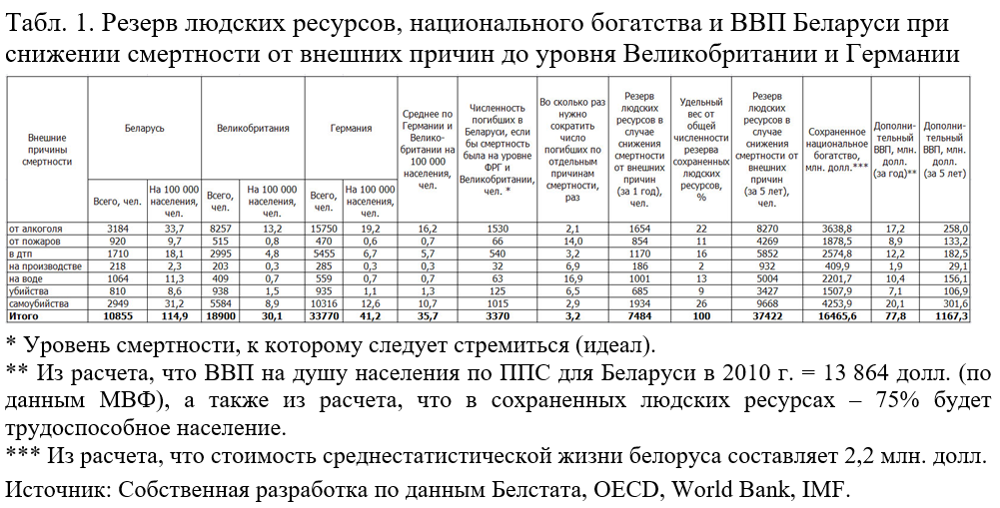 Табл. 1. Резерв людских ресурсов, национального богатства и ВВП Беларуси при
снижении смертности от внешних причин до уровня Великобритании и Германии
Внешние причины смертности | Беларусь | Великобритания | Германия | Среднее по Германии и Велико-британии на 100 000 населения, чел. | Численность погибших в Беларуси, если бы смертность была на уровне ФРГ и Великобритании, чел. * | Во сколько раз нужно сократить число погибших по отдельным причинам смертности, раз | Резерв людских ресурсов в случае снижения смертности от внешних причин (за 1 год), чел. | Удельный вес от общей численности резерва сохраненных людских ресурсов, % | Резерв людских ресурсов в случае снижения смертности от внешних причин (за 5 лет), чел. | Сохраненное национальное богатство, млн. долл.*** | Дополни-тельный ВВП, млн. долл. (за год)** | Дополни-тельный ВВП, млн. долл. (за 5 лет)
Всего, чел. | На 100 000 населения, чел. | Всего, чел. | На 100 000 населения, чел. | Всего, чел. | На 100 000 населения, чел.
от алкоголя 3184 33,7 8257 13,2 15750 19,2 16,2 1530 2,1 1654 22 8270 3638,8 17,2 258,0
от пожаров 920 9,7 515 0,8 470 0,6 0,7 66 14,0 854 11 4269 1878,5 8,9 133,2
в дтп 1710 18,1 2995 4,8 5455 6,7 5,7 540 3,2 1170 16 5852 2574,8 12,2 182,5
на производстве 218 2,3 203 0,3 285 0,3 0,3 32 6,9 186 2 932 409,9 1,9 29,1
на воде 1064 11,3 409 0,7 559 0,7 0,7 63 16,9 1001 13 5004 2201,7 10,4 156,1
убийства 810 8,6 938 1,5 935 1,1 1,3 125 6,5 685 9 3427 1507,9 7,1 106,9
самоубийства 2949 31,2 5584 8,9 10316 12,6 10,7 1015 2,9 1934 26 9668 4253,9 20,1 301,6
Итого 10855 114,9 18900 30,1 33770 41,2 35,7 3370 3,2 7484 100 37422 16465,6 77,8 1167,3
* Уровень смертности, к которому следует стремиться (идеал).
** Из расчета, что ВВП на душу населения по ППС для Беларуси в 2010 г. = 13 864 долл. (по
данным МВФ), а также из расчета, что в сохраненных людских ресурсах – 75% будет
трудоспособное население.
*** Из расчета, что стоимость среднестатистической жизни белоруса составляет 2,2 млн. долл.
Источник: Собственная разработка по данным Белстата, OECD, World Bank, IMF.